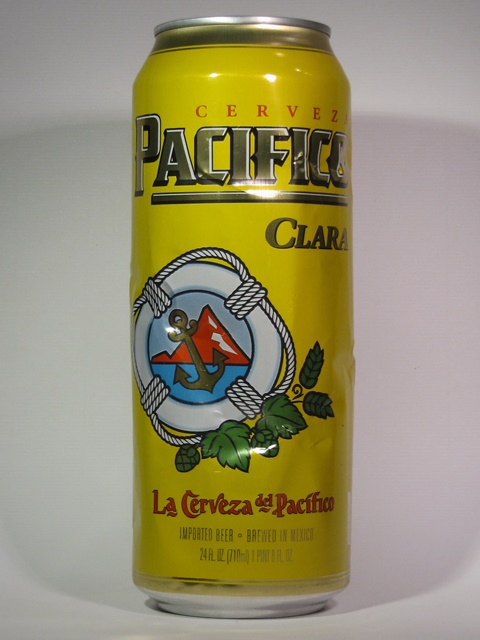 CERVEZ
PACIFICO
CLARA
La Cerveza del Pacífico
IMPORTED BEER • BREWED IN MEXICO
24 FL OZ (710ml) 1 PINT 8 FL OZ